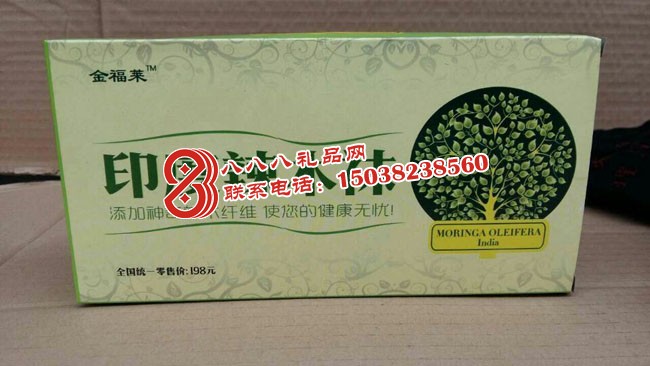 金福莱™
印度神
八八八礼品网
联系电话：15038238560
添加神 纤维 使您的健康无忧！
MORINGA OLEIFERA
India
全国统一零售价：198元